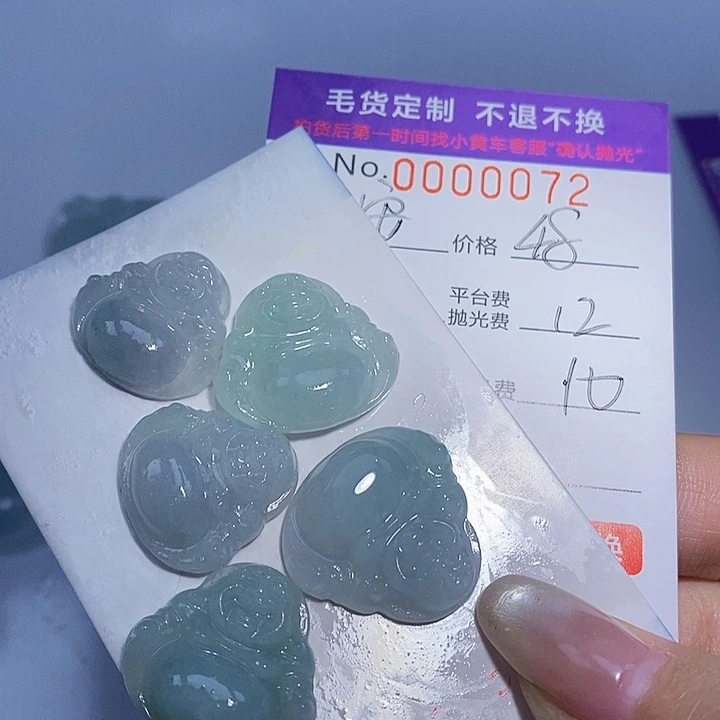 毛货定制 不退不换
拍货后第一时间找小黄车客服"确认抛光"
No.0000072
价格 48
平台费
抛光费 12
费 10